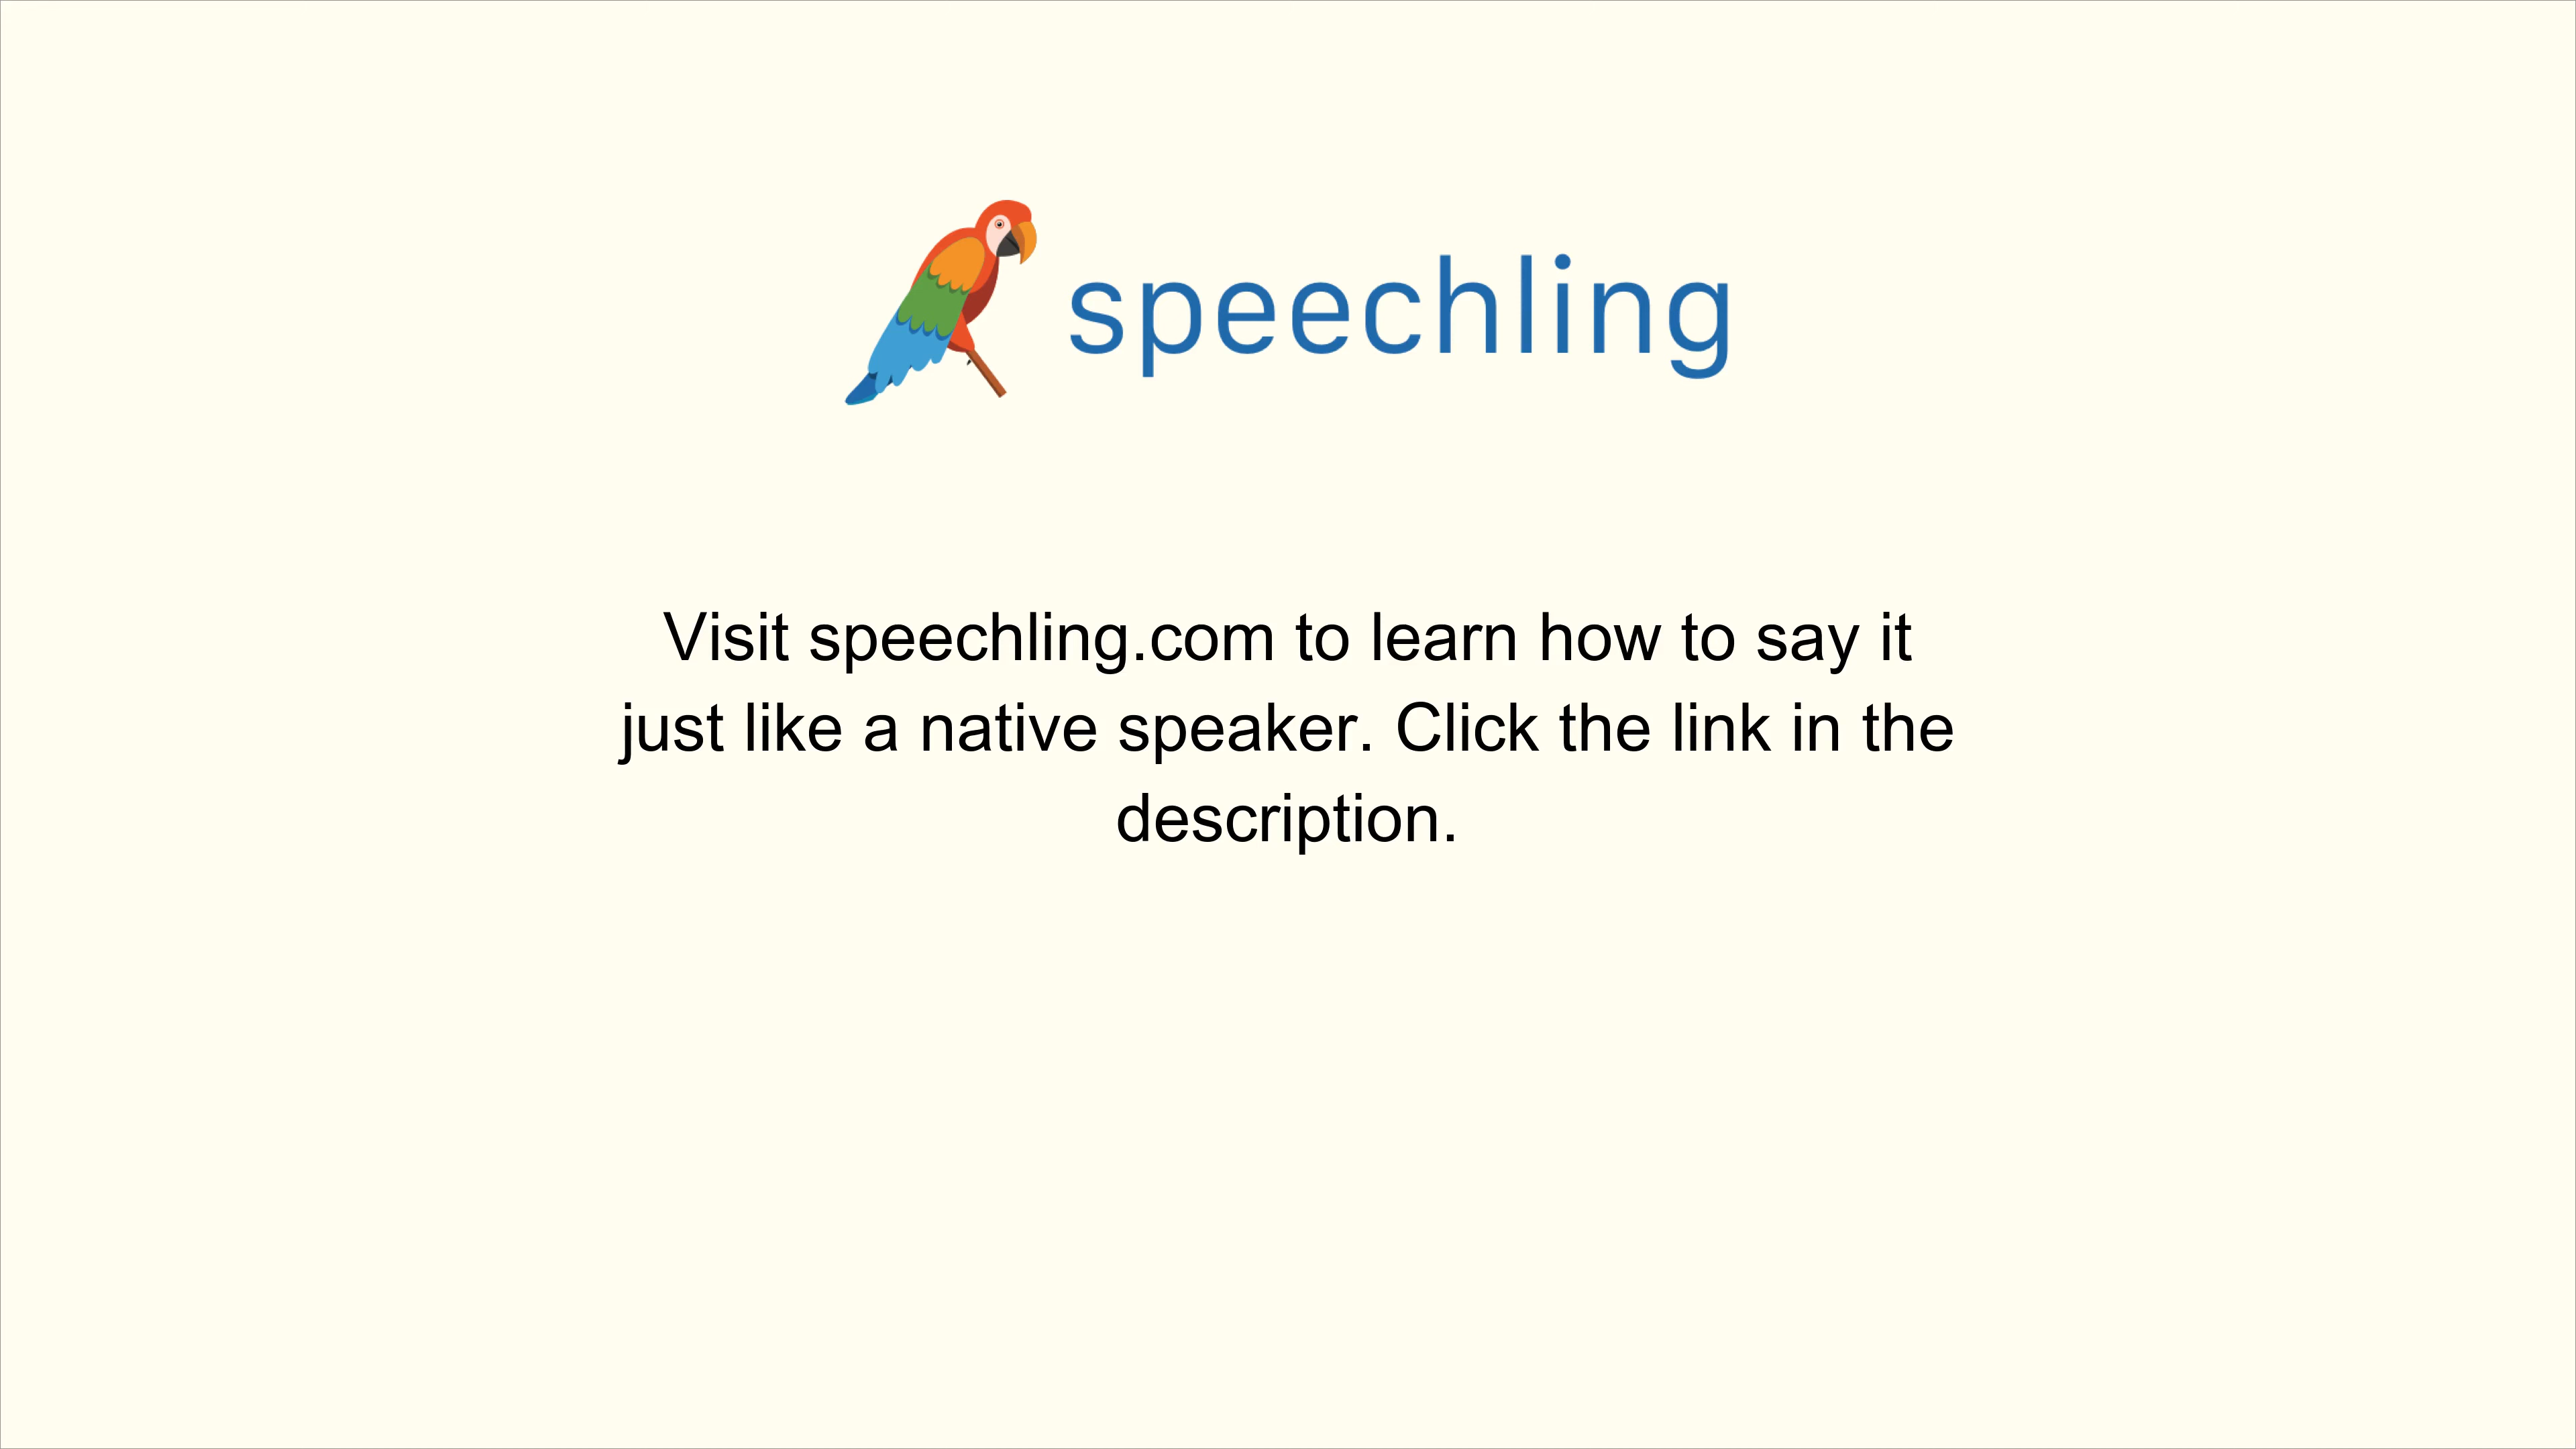 speechling
Visit speechling.com to learn how to say it
just like a native speaker. Click the link in the
description.